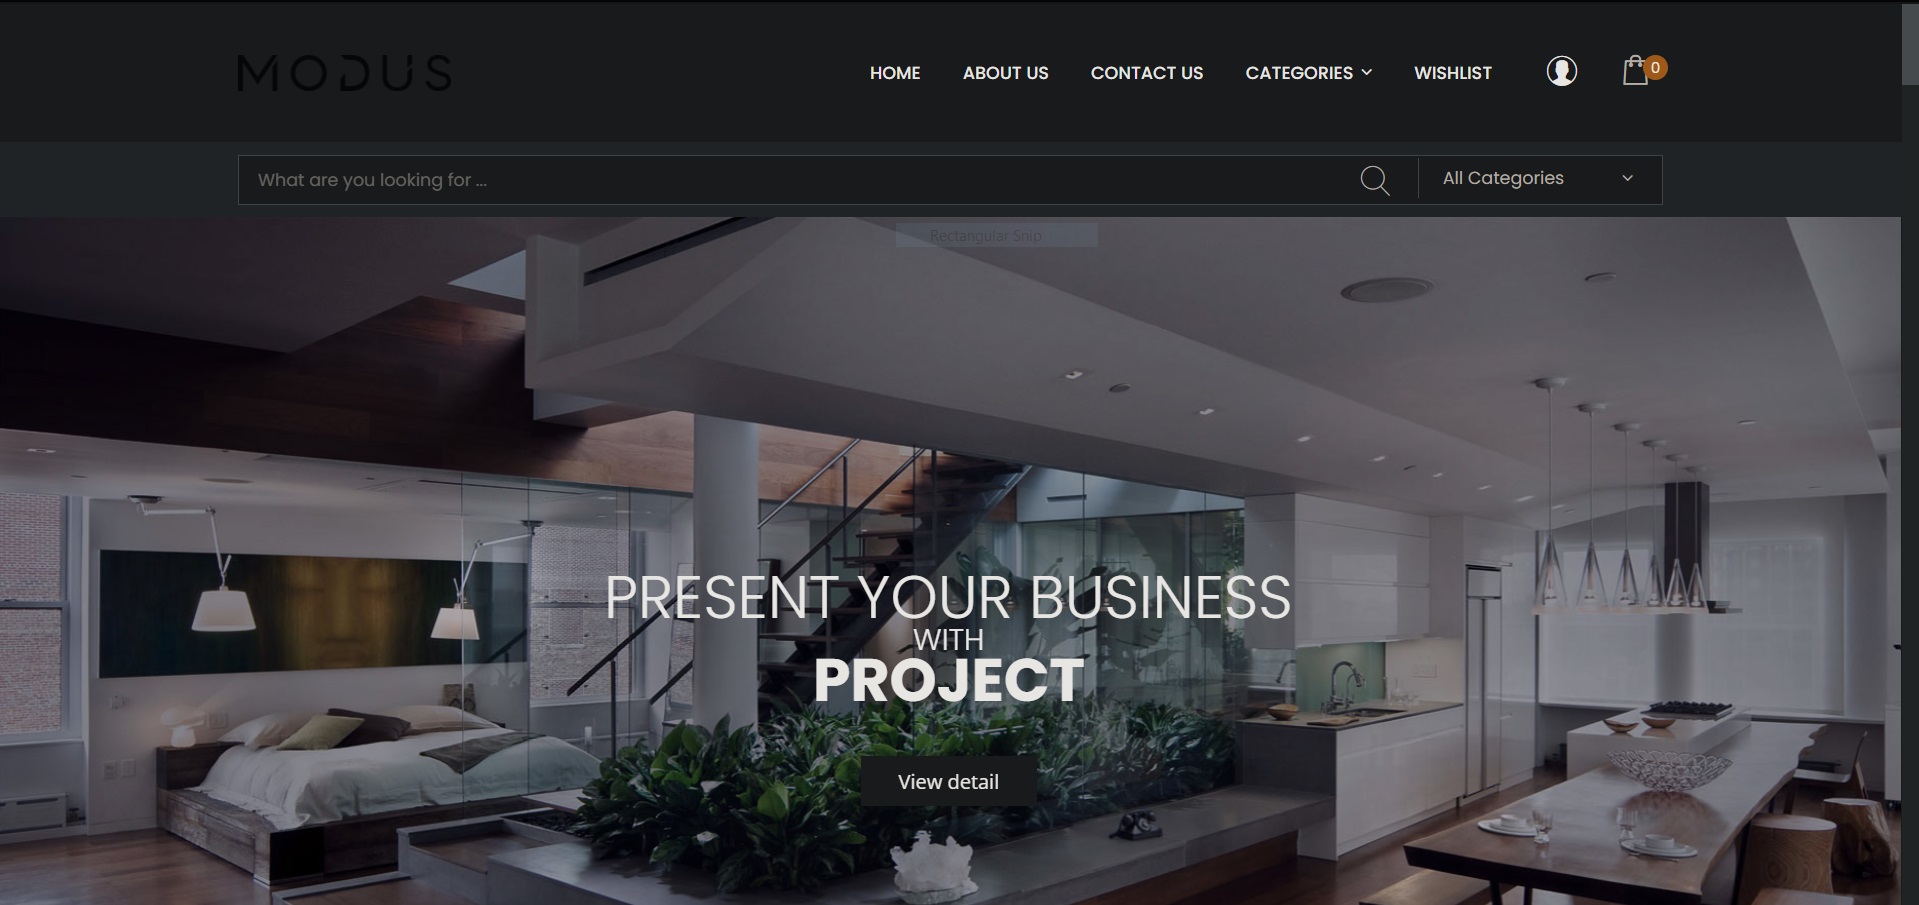 MODUS
HOME ABOUT US CONTACT US CATEGORIES WISHLIST 0
What are you looking for ... All Categories
Rectangular Snip
PRESENT YOUR BUSINESS
WITH
PROJECT
View detail